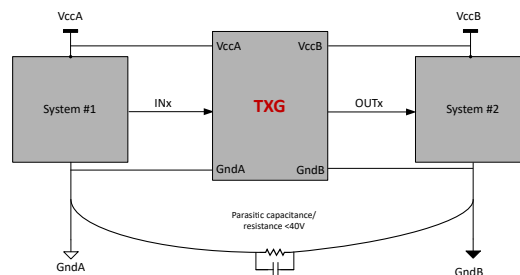 VccA
VccB
VccA
VccB
System #1
INx
TXG
OUTx
System #2
GndA
GndB
Parasitic capacitance/
resistance <40V
GndA
GndB